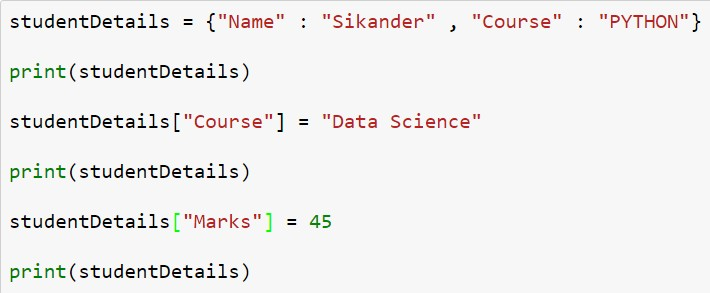 studentDetails = {"Name" : "Sikander" , "Course" : "PYTHON"}
print(studentDetails)
studentDetails["Course"] = "Data Science"
print(studentDetails)
studentDetails["Marks"] = 45
print(studentDetails)